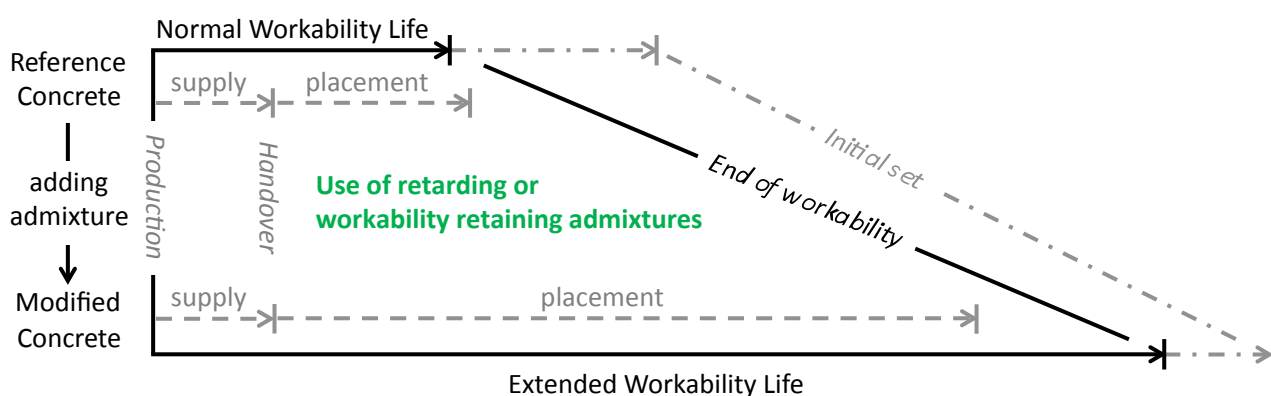 Normal Workability Life
Reference
Concrete
supply
placement
Production
Handover
Initial set
adding
admixture
Use of retarding or
workability retaining admixtures
End of workability
Modified
Concrete
supply
placement
Extended Workability Life